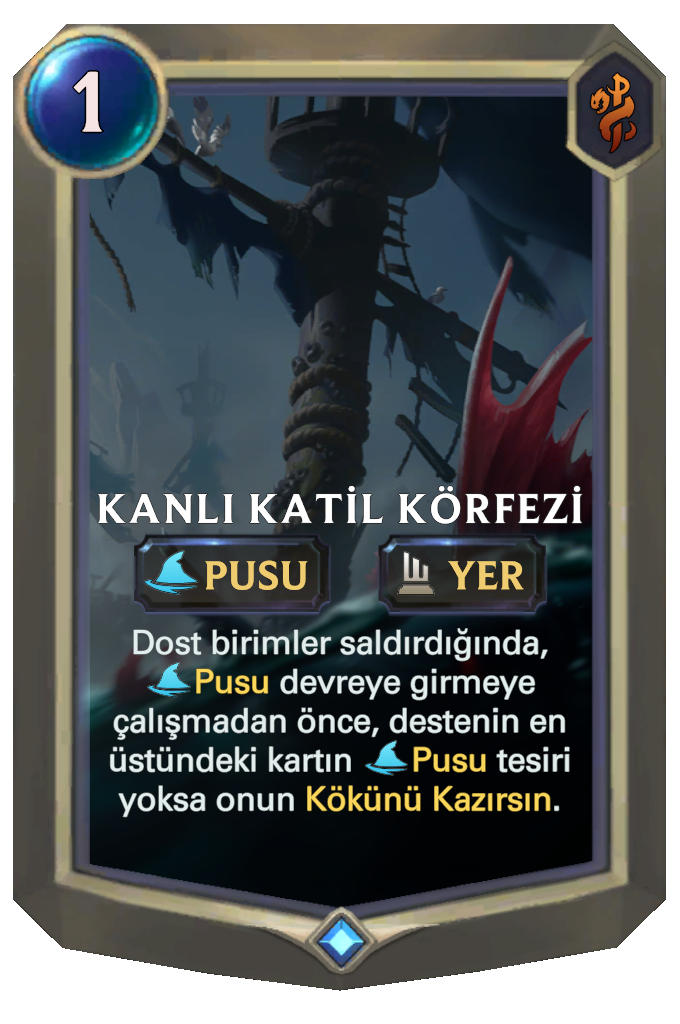 1
KANLI KATİL KÖRFEZİ
PUSU YER
Dost birimler saldırdığında,
Pusu devreye girmeye
çalışmadan önce, destenin en
üstündeki kartın Pusu tesiri
yoksa onun Kökünü Kazırsın.